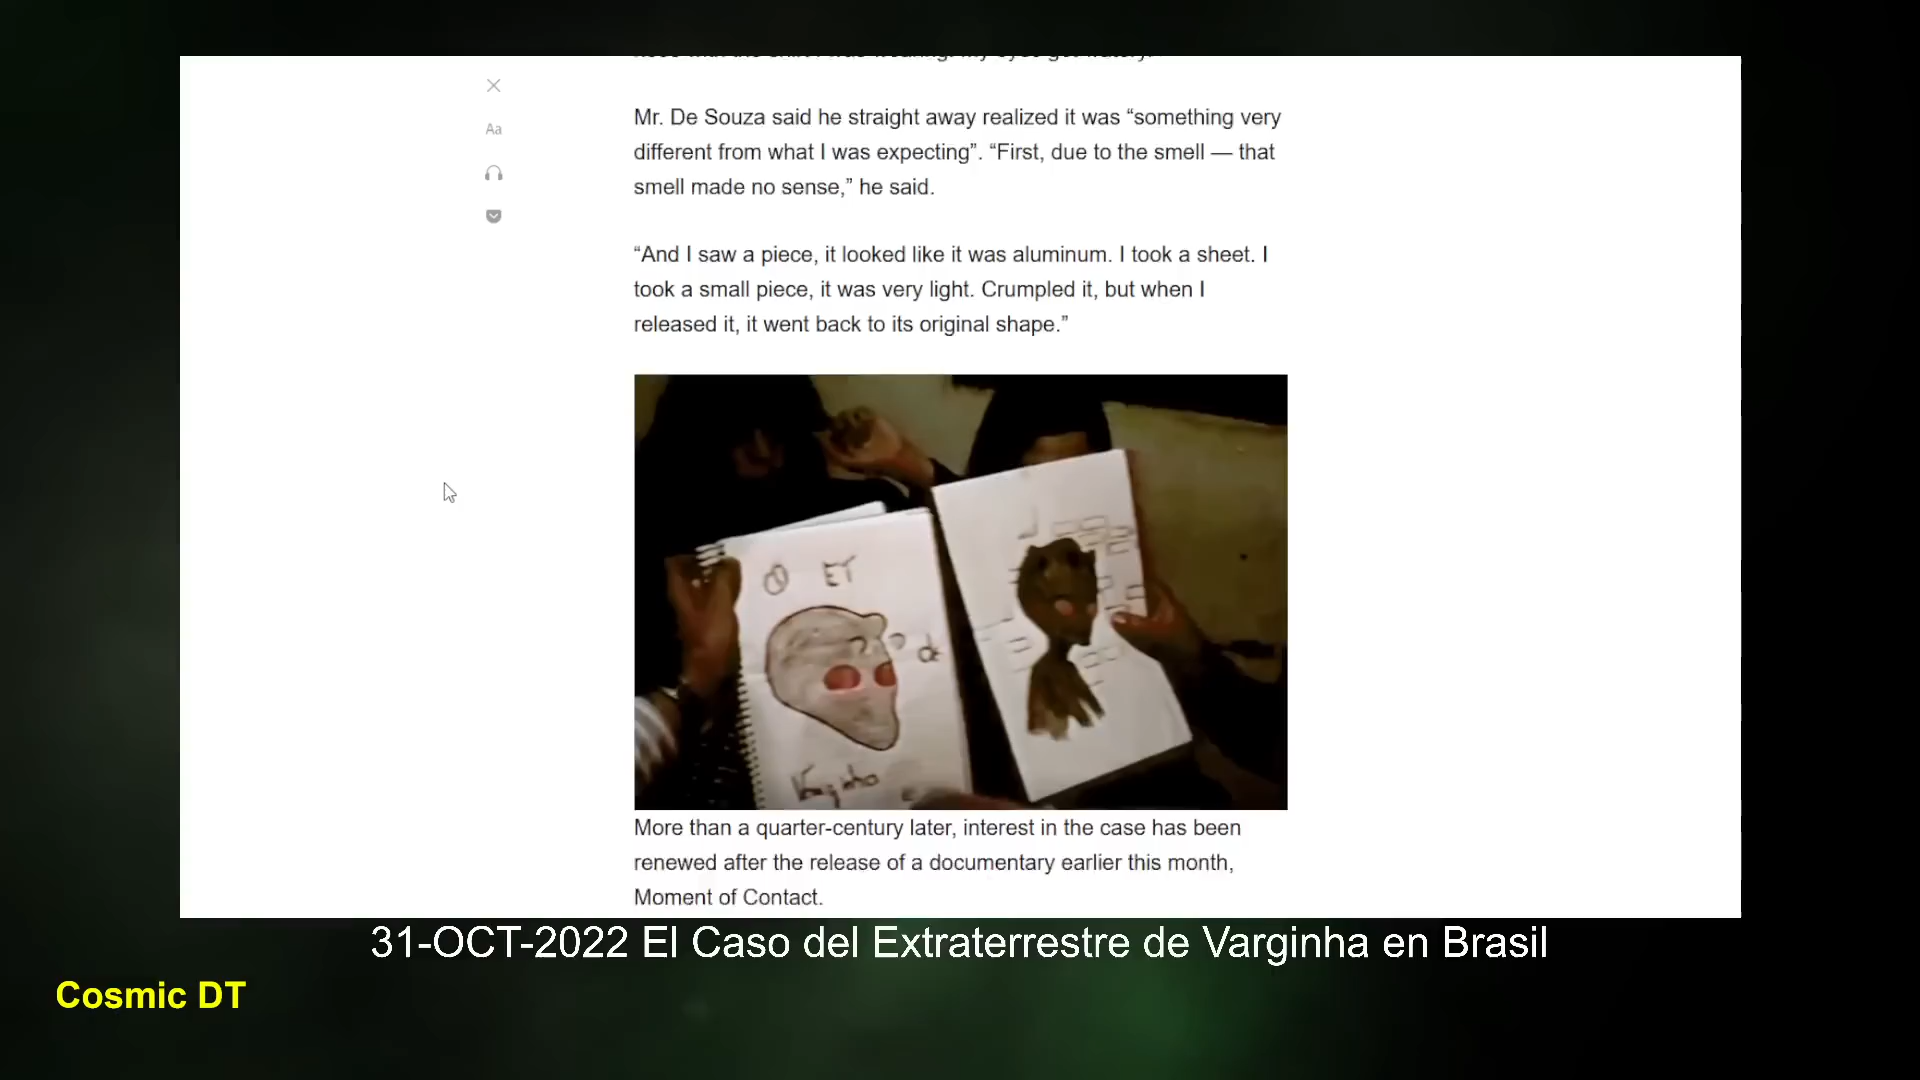 Aa
Mr. De Souza said he straight away realized it was “something very
different from what I was expecting”. “First, due to the smell — that
smell made no sense,” he said.
“And I saw a piece, it looked like it was aluminum. I took a sheet. I
took a small piece, it was very light. Crumpled it, but when I
released it, it went back to its original shape.”
O ET
de
Varginha
More than a quarter-century later, interest in the case has been
renewed after the release of a documentary earlier this month,
Moment of Contact.
31-OCT-2022 El Caso del Extraterrestre de Varginha en Brasil
Cosmic DT